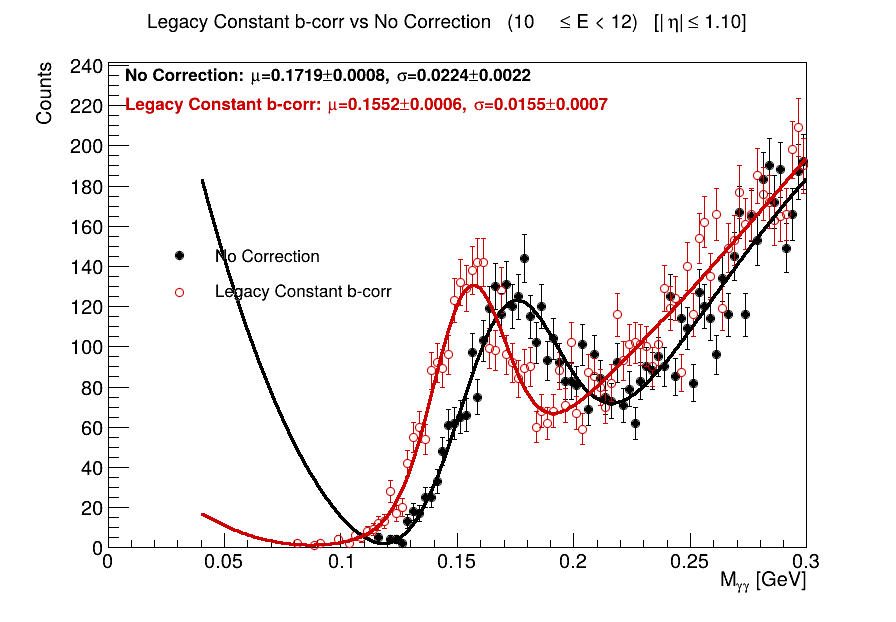 Legacy Constant b-corr vs No Correction (10 ≤ E < 12) [|η| ≤ 1.10]
Counts
240
220
200
180
160
140
120
100
80
60
40
20
0
No Correction: μ=0.1719±0.0008, σ=0.0224±0.0022
Legacy Constant b-corr: μ=0.1552±0.0006, σ=0.0155±0.0007
No Correction
Legacy Constant b-corr
0 0.05 0.1 0.15 0.2 0.25 0.3
Mγγ [GeV]